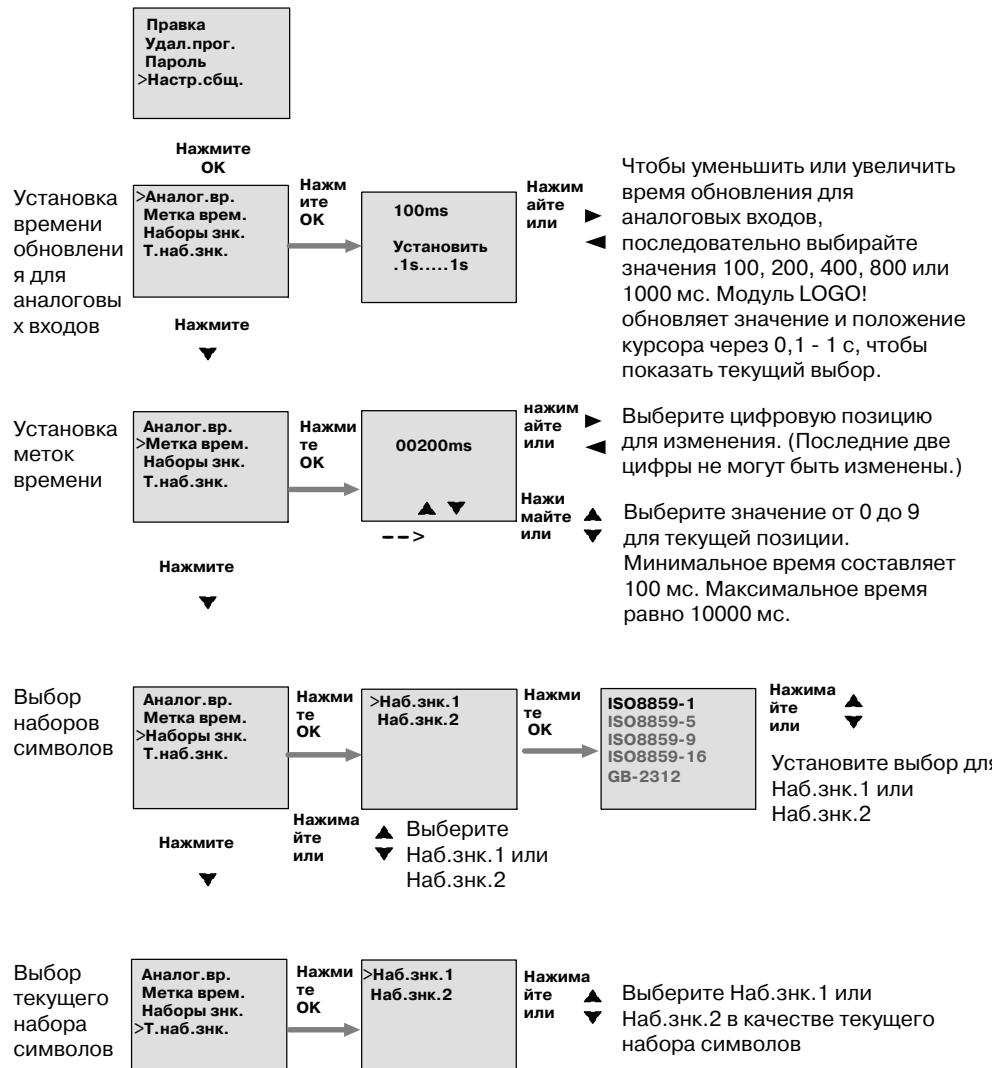 Правка
Удал.прог.
Пароль
>Настр.сбщ.
Нажмите
ОК
Установка
времени
обновлени
я для
аналоговы
х входов
>Аналог.вр.
Метка врем.
Наборы знк.
Т.наб.знк.
Нажм
ите
ОК
100ms
Установить
.1s.....1s
Нажим
айте
или
Чтобы уменьшить или увеличить
время обновления для
аналоговых входов,
последовательно выбирайте
значения 100, 200, 400, 800 или
1000 мс. Модуль LOGO!
обновляет значение и положение
курсора через 0,1 - 1 с, чтобы
показать текущий выбор.
Нажмите
Установка
меток
времени
Аналог.вр.
>Метка врем.
Наборы знк.
Т.наб.знк.
Нажми
те
ОК
00200ms
-->
нажим
айте
или
Выберите цифровую позицию
для изменения. (Последние две
цифры не могут быть изменены.)
Нажи
майте
или
Выберите значение от 0 до 9
для текущей позиции.
Минимальное время составляет
100 мс. Максимальное время
равно 10000 мс.
Нажмите
Выбор
наборов
символов
Аналог.вр.
Метка врем.
>Наборы знк.
Т.наб.знк.
Нажми
те
ОК
>Наб.знк.1
Наб.знк.2
Нажми
те
ОК
ISO8859-1
ISO8859-5
ISO8859-9
ISO8859-16
GB-2312
Нажима
йте
или
Установите выбор для
Наб.знк.1 или
Наб.знк.2
Нажмите
Нажима
йте
или
Выберите
Наб.знк.1 или
Наб.знк.2
Выбор
текущего
набора
символов
Аналог.вр.
Метка врем.
Наборы знк.
>Т.наб.знк.
Нажми
те
ОК
>Наб.знк.1
Наб.знк.2
Нажима
йте
или
Выберите Наб.знк.1 или
Наб.знк.2 в качестве текущего
набора символов